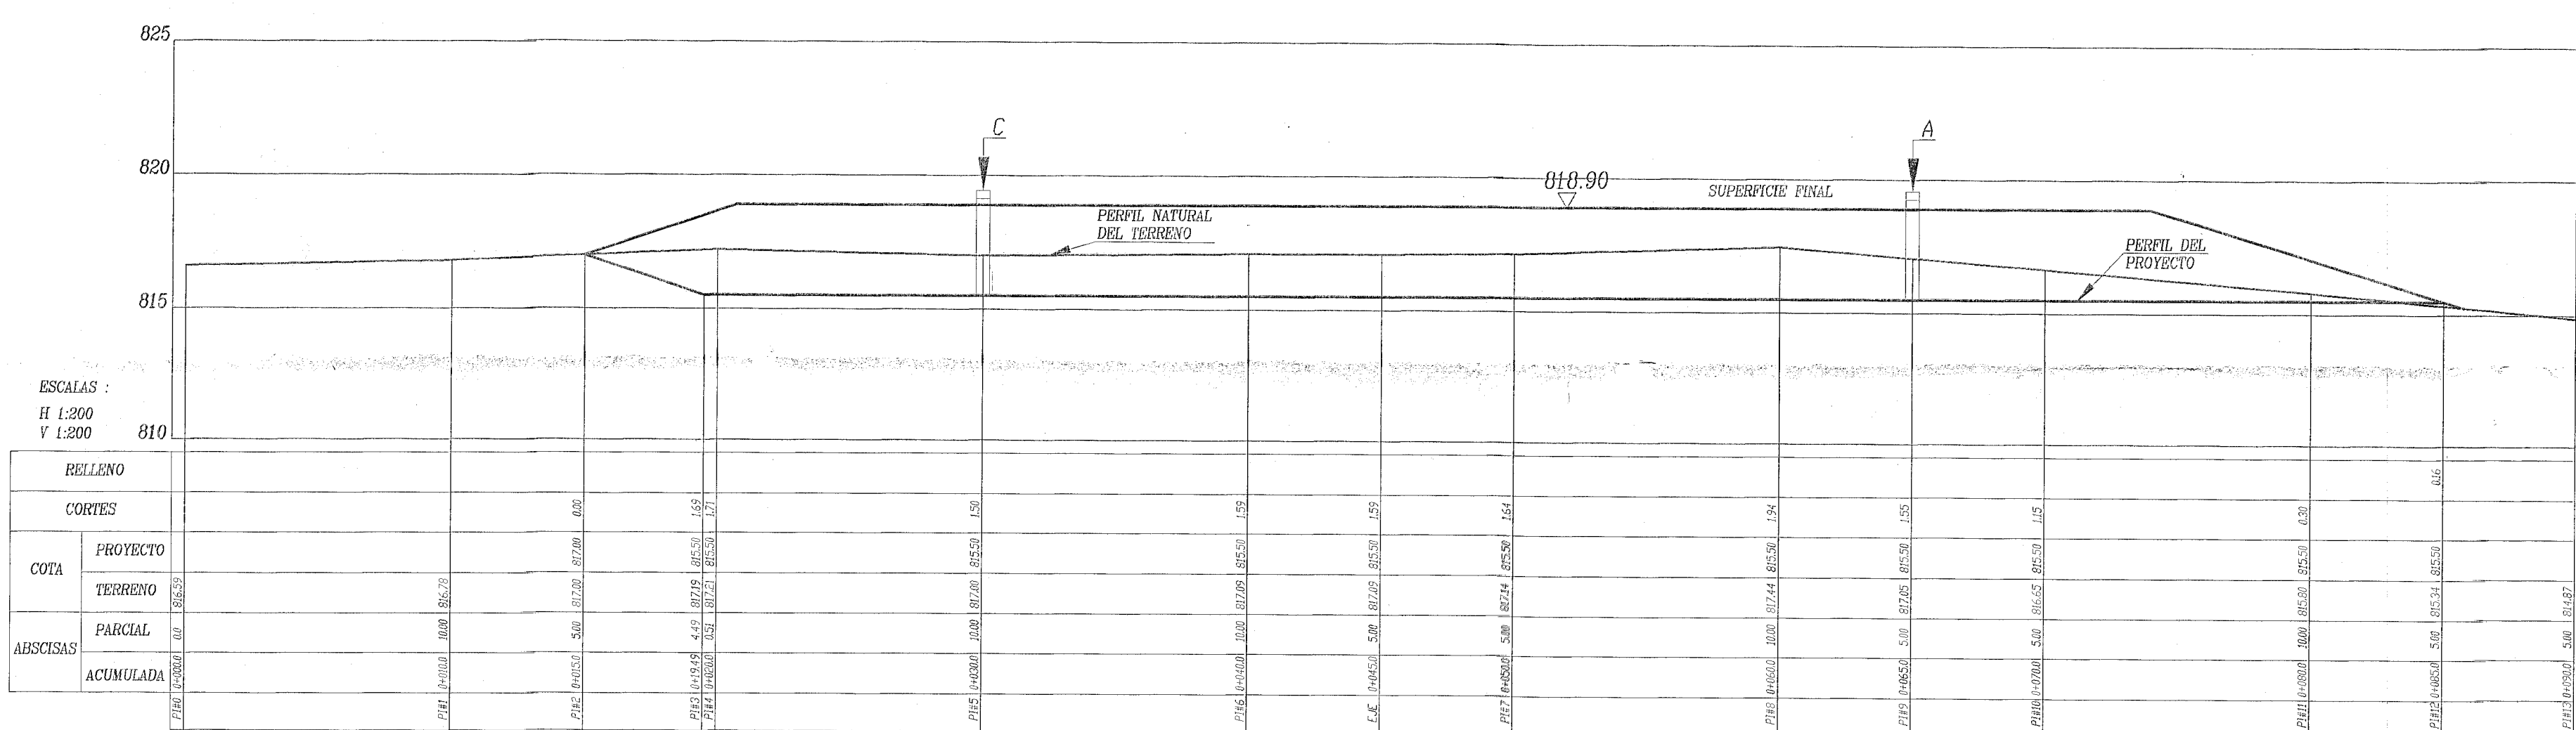 825
820
815
810
C
A
818.90
SUPERFICIE FINAL
PERFIL NATURAL
DEL TERRENO
PERFIL DEL
PROYECTO
ESCALAS :
H 1:200
V 1:200
RELLENO
0.16
CORTES
0.00 1.69 1.71 1.50 1.59 1.59 1.64 1.94 1.55 1.15 0.30
COTA
PROYECTO
817.00 815.50 815.50 815.50 815.50 815.50 815.50 815.50 815.50 815.50 815.50 815.50
TERRENO
816.59 816.78 817.00 817.19 817.21 817.00 817.09 817.09 817.14 817.44 817.05 816.65 815.80 815.34 814.87
ABSCISAS
PARCIAL
0.0 10.00 5.00 4.49 0.51 10.00 10.00 5.00 5.00 10.00 5.00 5.00 10.00 5.00 5.00
ACUMULADA
0+000.0 0+010.0 0+015.0 0+19.49 0+020.0 0+030.0 0+040.0 0+045.0 0+050.0 0+060.0 0+065.0 0+070.0 0+080.0 0+085.0 0+090.0
PI#0 PI#1 PI#2 PI#3 PI#4 PI#5 PI#6 EJE PI#7 PI#8 PI#9 PI#10 PI#11 PI#12 PI#13